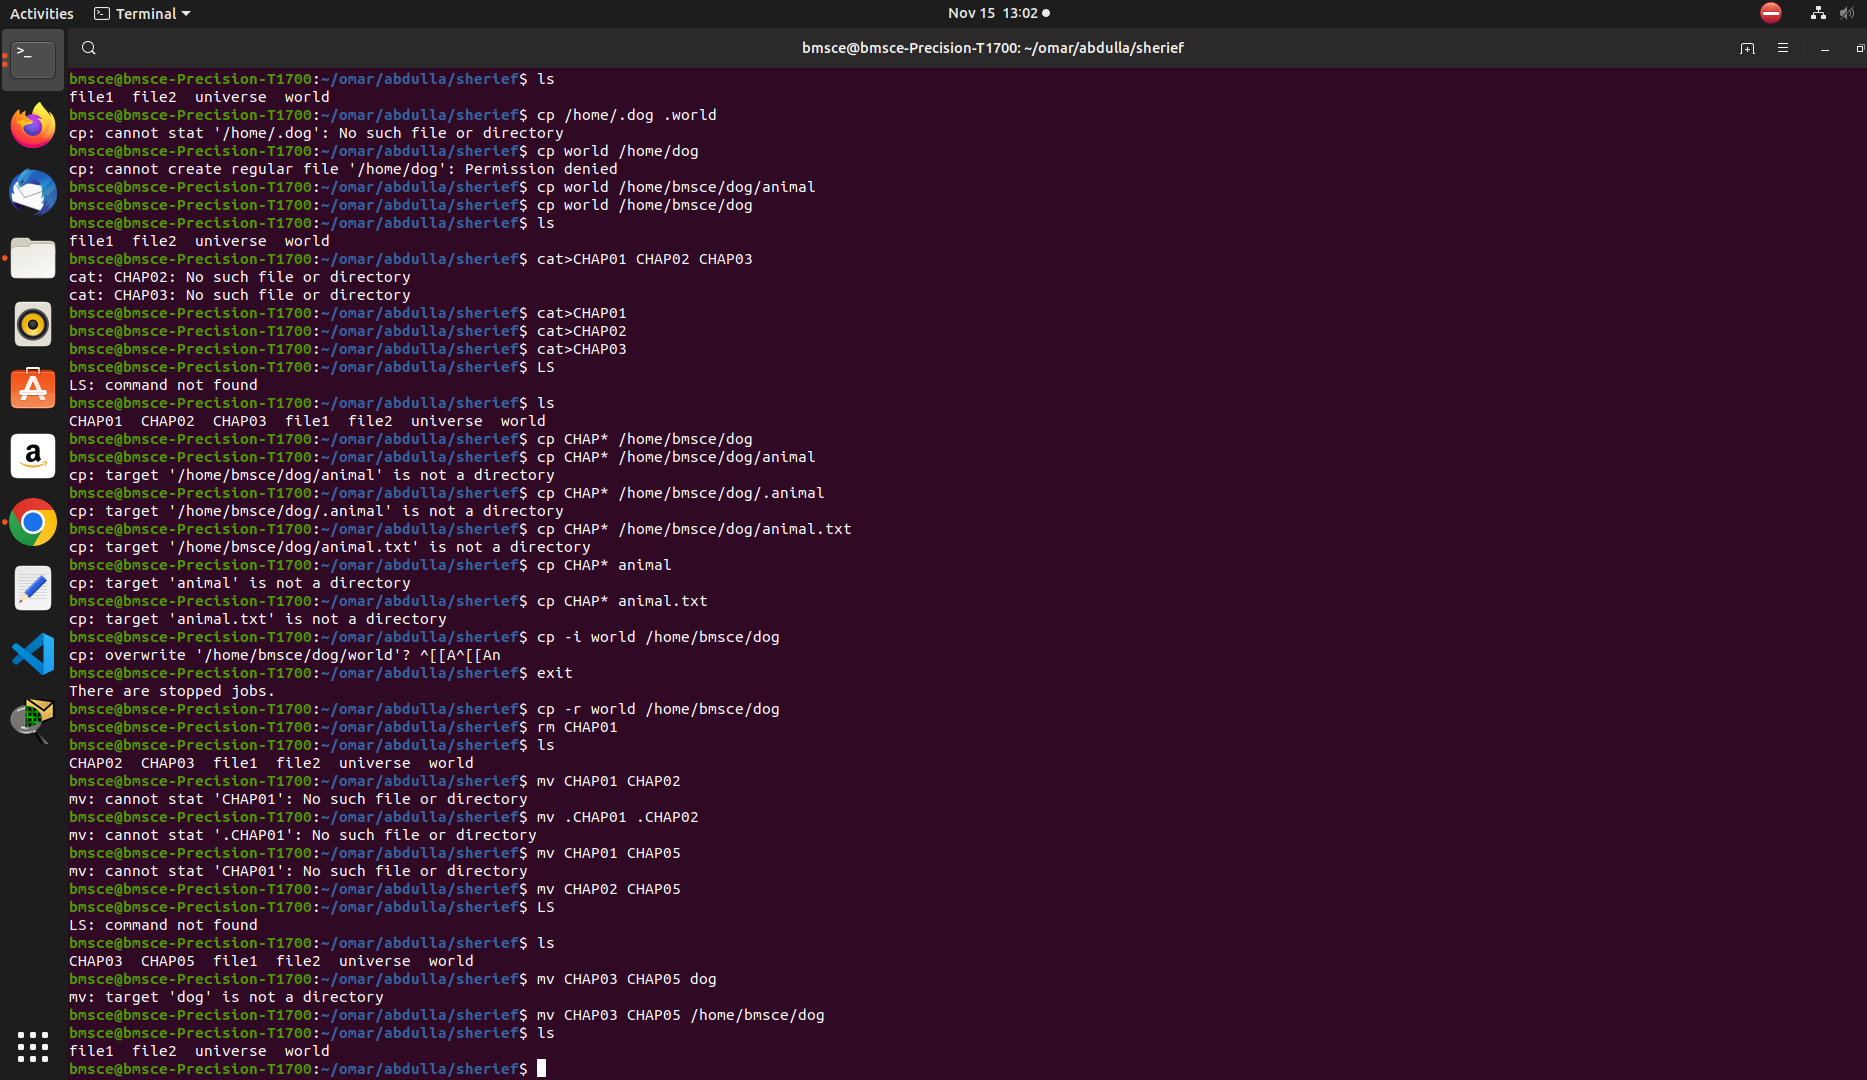 Activities
Terminal
Nov 15 13:02
bmsce@bmsce-Precision-T1700: ~/omar/abdulla/sherief
bmsce@bmsce-Precision-T1700:~/omar/abdulla/sherief$ ls
file1  file2  universe  world
bmsce@bmsce-Precision-T1700:~/omar/abdulla/sherief$ cp /home/.dog .world
cp: cannot stat '/home/.dog': No such file or directory
bmsce@bmsce-Precision-T1700:~/omar/abdulla/sherief$ cp world /home/dog
cp: cannot create regular file '/home/dog': Permission denied
bmsce@bmsce-Precision-T1700:~/omar/abdulla/sherief$ cp world /home/bmsce/dog/animal
bmsce@bmsce-Precision-T1700:~/omar/abdulla/sherief$ cp world /home/bmsce/dog
bmsce@bmsce-Precision-T1700:~/omar/abdulla/sherief$ ls
file1  file2  universe  world
bmsce@bmsce-Precision-T1700:~/omar/abdulla/sherief$ cat>CHAP01 CHAP02 CHAP03
cat: CHAP02: No such file or directory
cat: CHAP03: No such file or directory
bmsce@bmsce-Precision-T1700:~/omar/abdulla/sherief$ cat>CHAP01
bmsce@bmsce-Precision-T1700:~/omar/abdulla/sherief$ cat>CHAP02
bmsce@bmsce-Precision-T1700:~/omar/abdulla/sherief$ cat>CHAP03
bmsce@bmsce-Precision-T1700:~/omar/abdulla/sherief$ LS
LS: command not found
bmsce@bmsce-Precision-T1700:~/omar/abdulla/sherief$ ls
CHAP01  CHAP02  CHAP03  file1  file2  universe  world
bmsce@bmsce-Precision-T1700:~/omar/abdulla/sherief$ cp CHAP* /home/bmsce/dog
bmsce@bmsce-Precision-T1700:~/omar/abdulla/sherief$ cp CHAP* /home/bmsce/dog/animal
cp: target '/home/bmsce/dog/animal' is not a directory
bmsce@bmsce-Precision-T1700:~/omar/abdulla/sherief$ cp CHAP* /home/bmsce/dog/.animal
cp: target '/home/bmsce/dog/.animal' is not a directory
bmsce@bmsce-Precision-T1700:~/omar/abdulla/sherief$ cp CHAP* /home/bmsce/dog/animal.txt
cp: target '/home/bmsce/dog/animal.txt' is not a directory
bmsce@bmsce-Precision-T1700:~/omar/abdulla/sherief$ cp CHAP* animal
cp: target 'animal' is not a directory
bmsce@bmsce-Precision-T1700:~/omar/abdulla/sherief$ cp CHAP* animal.txt
cp: target 'animal.txt' is not a directory
bmsce@bmsce-Precision-T1700:~/omar/abdulla/sherief$ cp -i world /home/bmsce/dog
cp: overwrite '/home/bmsce/dog/world'? ^[[A^[[An
bmsce@bmsce-Precision-T1700:~/omar/abdulla/sherief$ exit
There are stopped jobs.
bmsce@bmsce-Precision-T1700:~/omar/abdulla/sherief$ cp -r world /home/bmsce/dog
bmsce@bmsce-Precision-T1700:~/omar/abdulla/sherief$ rm CHAP01
bmsce@bmsce-Precision-T1700:~/omar/abdulla/sherief$ ls
CHAP02  CHAP03  file1  file2  universe  world
bmsce@bmsce-Precision-T1700:~/omar/abdulla/sherief$ mv CHAP01 CHAP02
mv: cannot stat 'CHAP01': No such file or directory
bmsce@bmsce-Precision-T1700:~/omar/abdulla/sherief$ mv .CHAP01 .CHAP02
mv: cannot stat '.CHAP01': No such file or directory
bmsce@bmsce-Precision-T1700:~/omar/abdulla/sherief$ mv CHAP01 CHAP05
mv: cannot stat 'CHAP01': No such file or directory
bmsce@bmsce-Precision-T1700:~/omar/abdulla/sherief$ mv CHAP02 CHAP05
bmsce@bmsce-Precision-T1700:~/omar/abdulla/sherief$ LS
LS: command not found
bmsce@bmsce-Precision-T1700:~/omar/abdulla/sherief$ ls
CHAP03  CHAP05  file1  file2  universe  world
bmsce@bmsce-Precision-T1700:~/omar/abdulla/sherief$ mv CHAP03 CHAP05 dog
mv: target 'dog' is not a directory
bmsce@bmsce-Precision-T1700:~/omar/abdulla/sherief$ mv CHAP03 CHAP05 /home/bmsce/dog
bmsce@bmsce-Precision-T1700:~/omar/abdulla/sherief$ ls
file1  file2  universe  world
bmsce@bmsce-Precision-T1700:~/omar/abdulla/sherief$